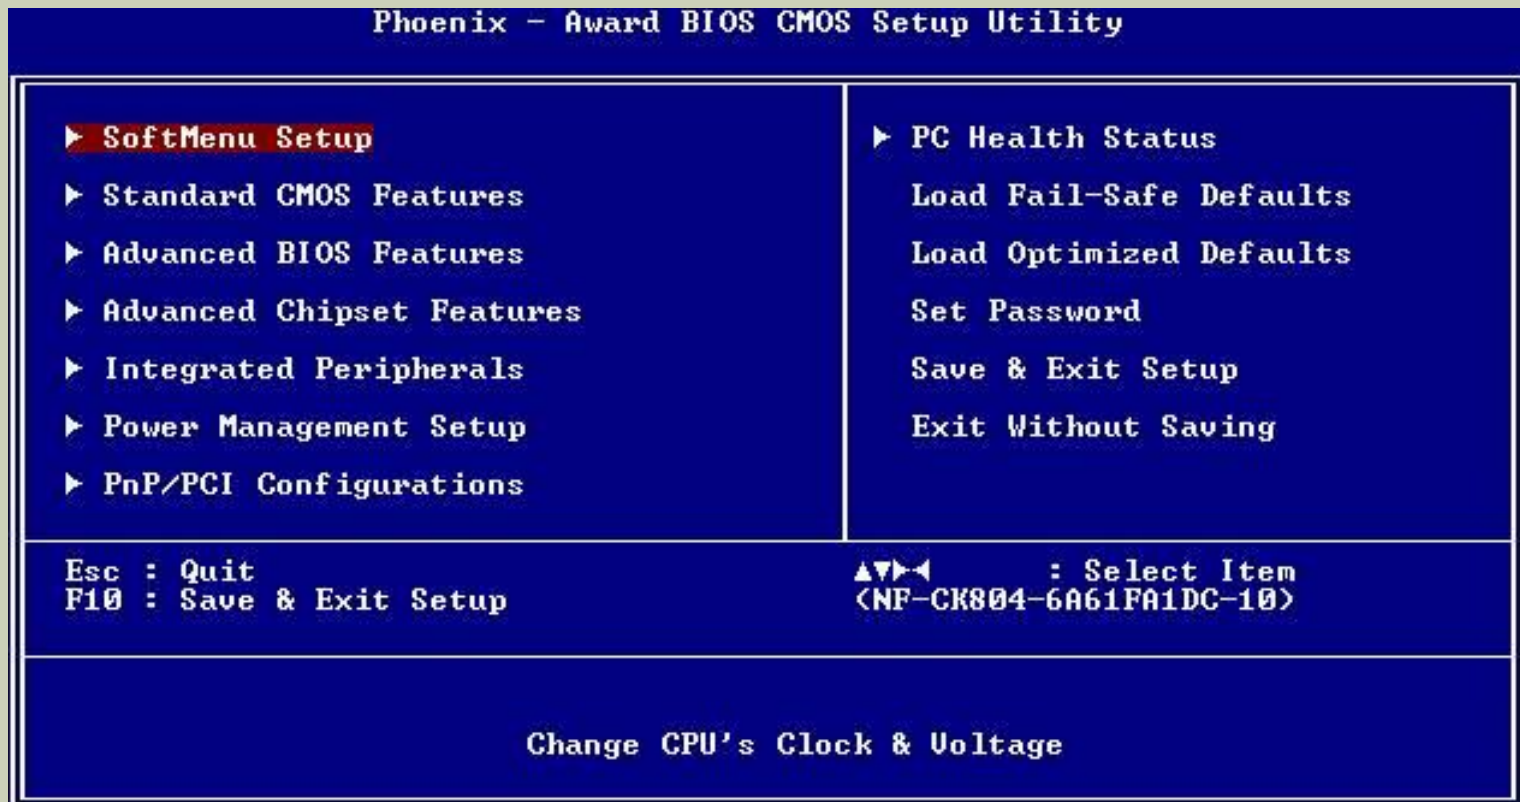 Phoenix - Award BIOS CMOS Setup Utility
SoftMenu Setup
Standard CMOS Features
Advanced BIOS Features
Advanced Chipset Features
Integrated Peripherals
Power Management Setup
PnP/PCI Configurations
PC Health Status
Load Fail-Safe Defaults
Load Optimized Defaults
Set Password
Save & Exit Setup
Exit Without Saving
Esc : Quit
F10 : Save & Exit Setup
▲▼►◄ : Select Item
<NF-CK804-6A61FA1DC-10>
Change CPU's Clock & Voltage